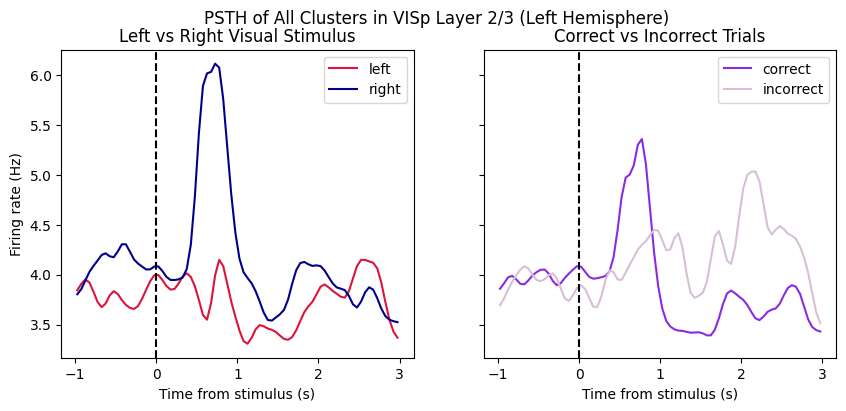 PSTH of All Clusters in VISp Layer 2/3 (Left Hemisphere)
Left vs Right Visual Stimulus
Correct vs Incorrect Trials
left
right
correct
incorrect
Firing rate (Hz)
6.0
5.5
5.0
4.5
4.0
3.5
−1 0 1 2 3
−1 0 1 2 3
Time from stimulus (s)
Time from stimulus (s)